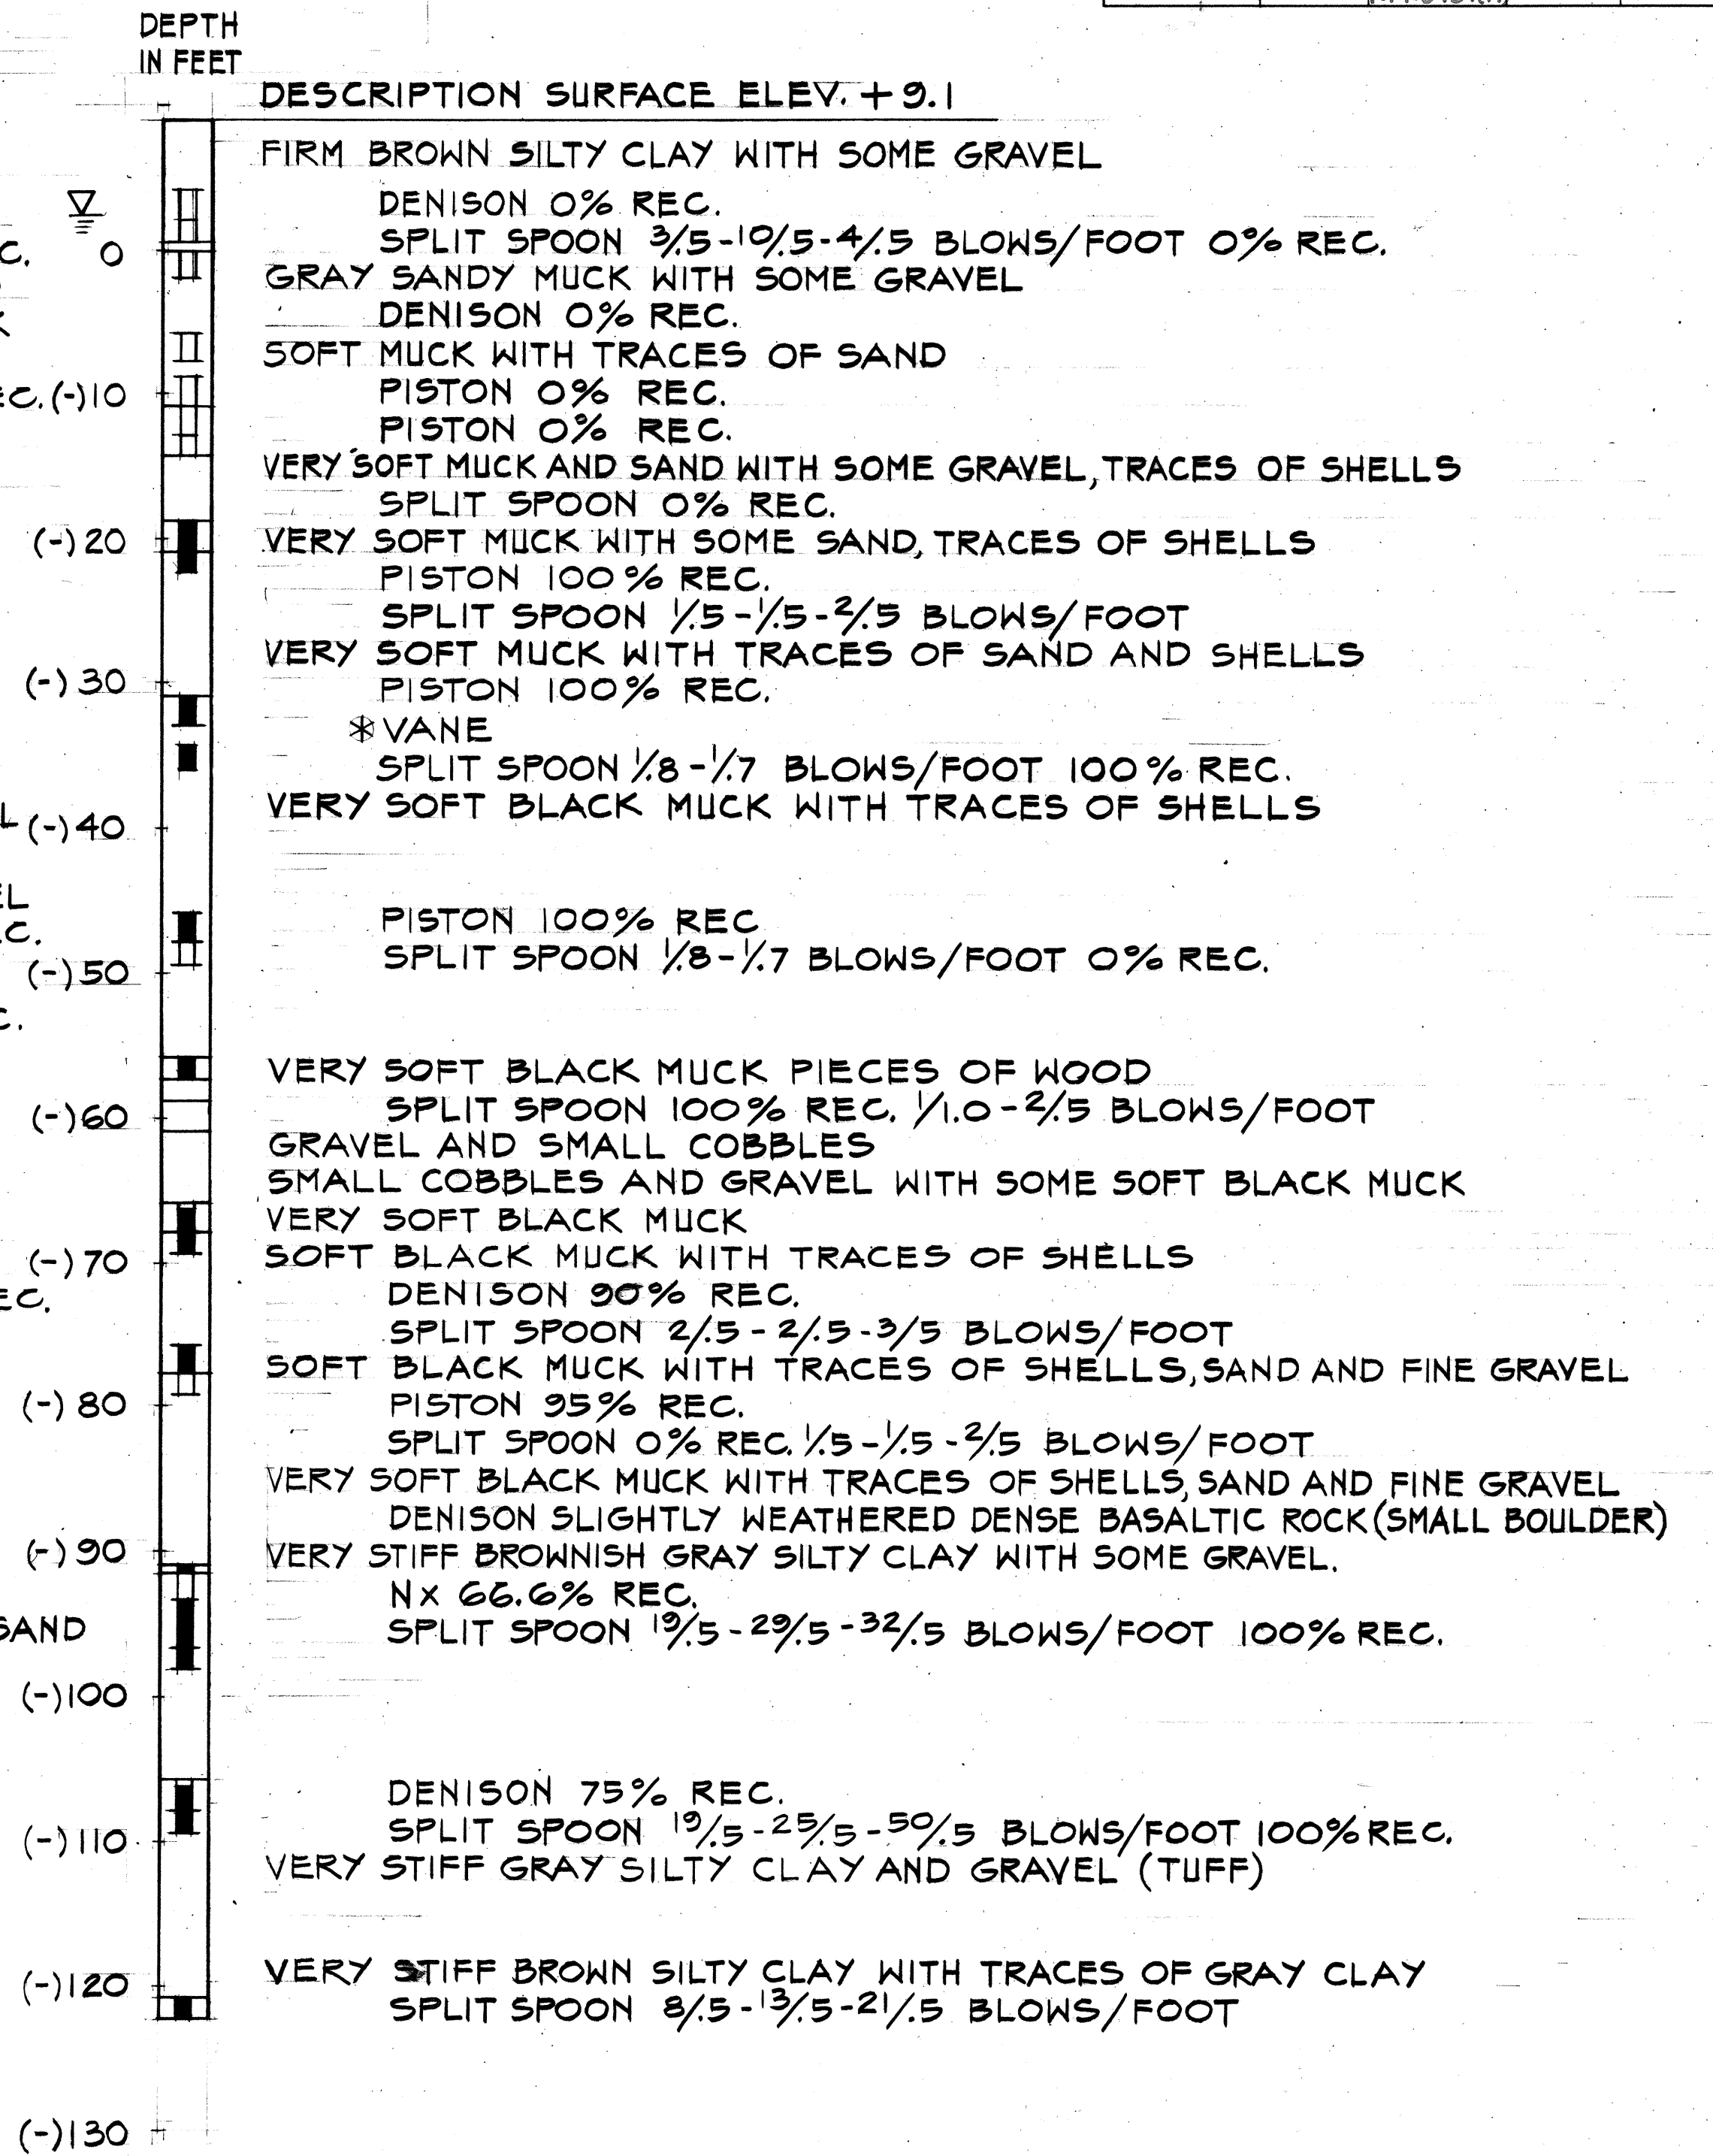 DEPTH
IN FEET
DESCRIPTION SURFACE ELEV. +9.1
FIRM BROWN SILTY CLAY WITH SOME GRAVEL
DENISON 0% REC.
SPLIT SPOON 3/.5-10/.5-4/.5 BLOWS/FOOT 0% REC.
C. 0
GRAY SANDY MUCK WITH SOME GRAVEL
DENISON 0% REC.
SOFT MUCK WITH TRACES OF SAND
EC. (-)10 PISTON 0% REC.
PISTON 0% REC.
VERY SOFT MUCK AND SAND WITH SOME GRAVEL, TRACES OF SHELLS
SPLIT SPOON 0% REC.
(-)20 VERY SOFT MUCK WITH SOME SAND, TRACES OF SHELLS
PISTON 100% REC.
SPLIT SPOON 1/.5-1/.5-2/.5 BLOWS/FOOT
VERY SOFT MUCK WITH TRACES OF SAND AND SHELLS
(-)30 PISTON 100% REC.
*VANE
SPLIT SPOON 1/.8-1/.7 BLOWS/FOOT 100% REC.
VERY SOFT BLACK MUCK WITH TRACES OF SHELLS
L (-)40
EL
PISTON 100% REC
C.
SPLIT SPOON 1/.8-1/.7 BLOWS/FOOT 0% REC.
(-)50
C.
VERY SOFT BLACK MUCK PIECES OF WOOD
(-)60 SPLIT SPOON 100% REC. 1/1.0-2/.5 BLOWS/FOOT
GRAVEL AND SMALL COBBLES
SMALL COBBLES AND GRAVEL WITH SOME SOFT BLACK MUCK
VERY SOFT BLACK MUCK
(-)70 SOFT BLACK MUCK WITH TRACES OF SHELLS
EC. DENISON 90% REC.
SPLIT SPOON 2/.5-2/.5-3/5 BLOWS/FOOT
SOFT BLACK MUCK WITH TRACES OF SHELLS, SAND AND FINE GRAVEL
(-)80 PISTON 95% REC.
SPLIT SPOON 0% REC. 1/.5-1/.5-2/.5 BLOWS/FOOT
VERY SOFT BLACK MUCK WITH TRACES OF SHELLS, SAND AND FINE GRAVEL
DENISON SLIGHTLY WEATHERED DENSE BASALTIC ROCK (SMALL BOULDER)
(-)90 VERY STIFF BROWNISH GRAY SILTY CLAY WITH SOME GRAVEL.
NX 66.6% REC.
SAND SPLIT SPOON 19/.5-29/.5-32/.5 BLOWS/FOOT 100% REC.
(-)100
DENISON 75% REC.
(-)110 SPLIT SPOON 19/.5-25/.5-50/.5 BLOWS/FOOT 100% REC.
VERY STIFF GRAY SILTY CLAY AND GRAVEL (TUFF)
(-)120 VERY STIFF BROWN SILTY CLAY WITH TRACES OF GRAY CLAY
SPLIT SPOON 8/.5-13/.5-21/.5 BLOWS/FOOT
(-)130